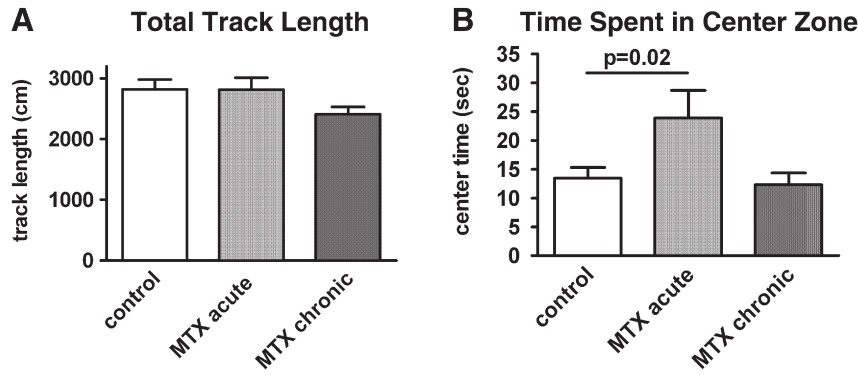 A Total Track Length
track length (cm)
3000
2000
1000
0
control
MTX acute
MTX chronic
B Time Spent in Center Zone
center time (sec)
35
30
25
20
15
10
5
0
p=0.02
control
MTX acute
MTX chronic